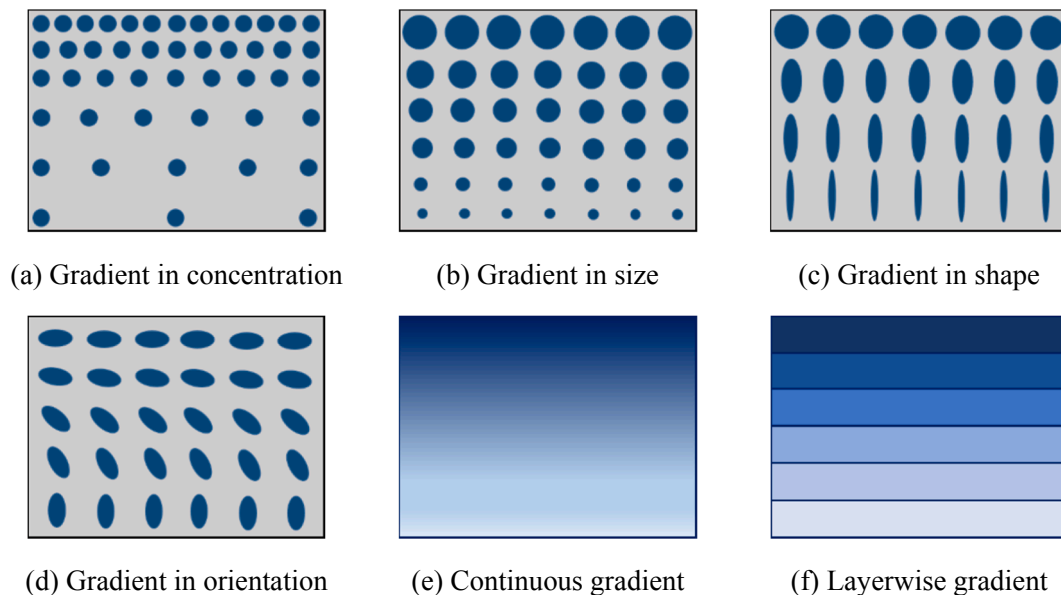 (a) Gradient in concentration
(b) Gradient in size
(c) Gradient in shape
(d) Gradient in orientation
(e) Continuous gradient
(f) Layerwise gradient